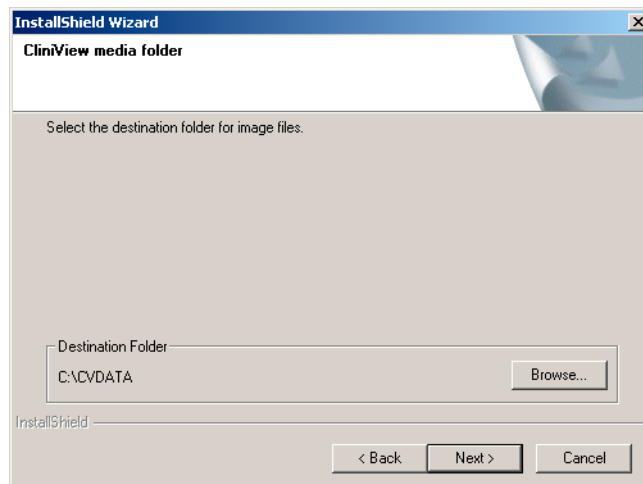 InstallShield Wizard
CliniView media folder
Select the destination folder for image files.
Destination Folder
C:\CVDATA
Browse...
InstallShield
< Back
Next >
Cancel